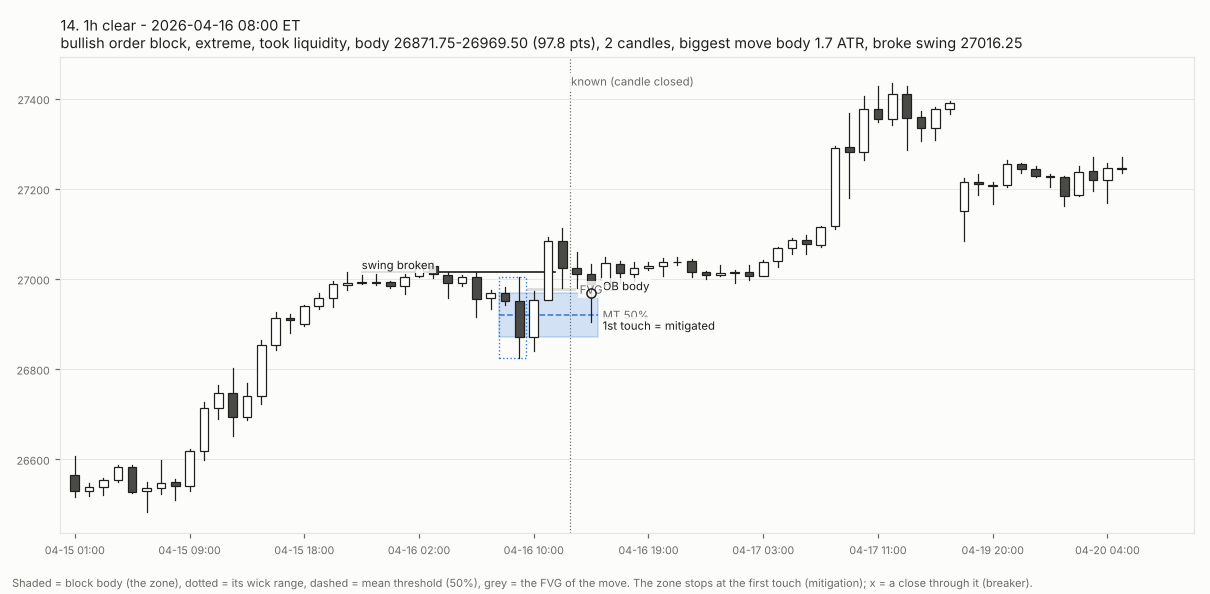 14. 1h clear - 2026-04-16 08:00 ET
bullish order block, extreme, took liquidity, body 26871.75-26969.50 (97.8 pts), 2 candles, biggest move body 1.7 ATR, broke swing 27016.25
known (candle closed)
27400
27200
swing broken
27000
FVG
OB body
MT 50%
1st touch = mitigated
26800
26600
04-15 01:00
04-15 09:00
04-15 18:00
04-16 02:00
04-16 10:00
04-16 19:00
04-17 03:00
04-17 11:00
04-19 20:00
04-20 04:00
Shaded = block body (the zone), dotted = its wick range, dashed = mean threshold (50%), grey = the FVG of the move. The zone stops at the first touch (mitigation); x = a close through it (breaker).